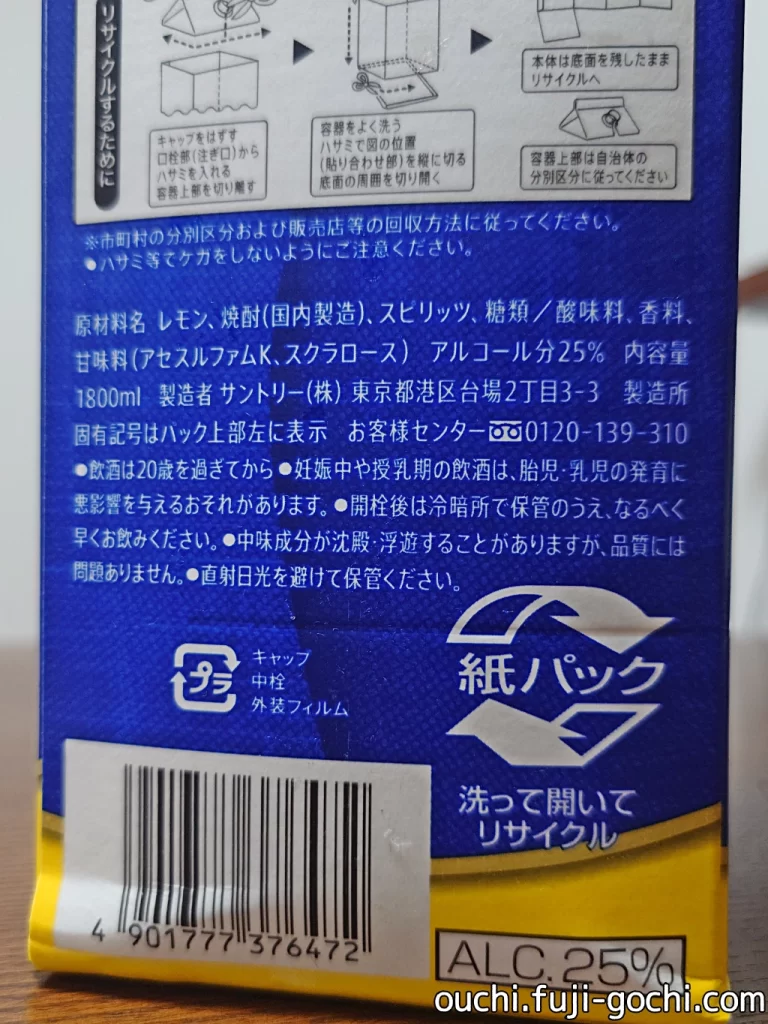 リサイクルするために
キャップをはずす
口栓部(注ぎ口)から
ハサミを入れる
容器上部を切り離す
容器をよく洗う
ハサミで図の位置
(貼り合わせ部)を縦に切る
底面の周囲を切り開く
本体は底面を残したまま
リサイクルへ
容器上部は自治体の
分別区分に従ってください
※市町村の分別区分および販売店等の回収方法に従ってください。
●ハサミ等でケガをしないようにご注意ください。
原材料名 レモン、焼酎(国内製造)、スピリッツ、糖類／酸味料、香料、
甘味料(アセスルファムK、スクラロース) アルコール分25% 内容量
1800ml 製造者 サントリー(株) 東京都港区台場2丁目3-3 製造所
固有記号はパック上部左に表示 お客様センター 0120-139-310
●飲酒は20歳を過ぎてから●妊娠中や授乳期の飲酒は、胎児・乳児の発育に
悪影響を与えるおそれがあります。●開栓後は冷暗所で保管のうえ、なるべく
早くお飲みください。●中味成分が沈殿・浮遊することがありますが、品質には
問題ありません。●直射日光を避けて保管ください。
プラ
キャップ
中栓
外装フィルム
紙パック
洗って開いて
リサイクル
4 901777 376472
ALC. 25%
ouchi.fuji-gochi.com